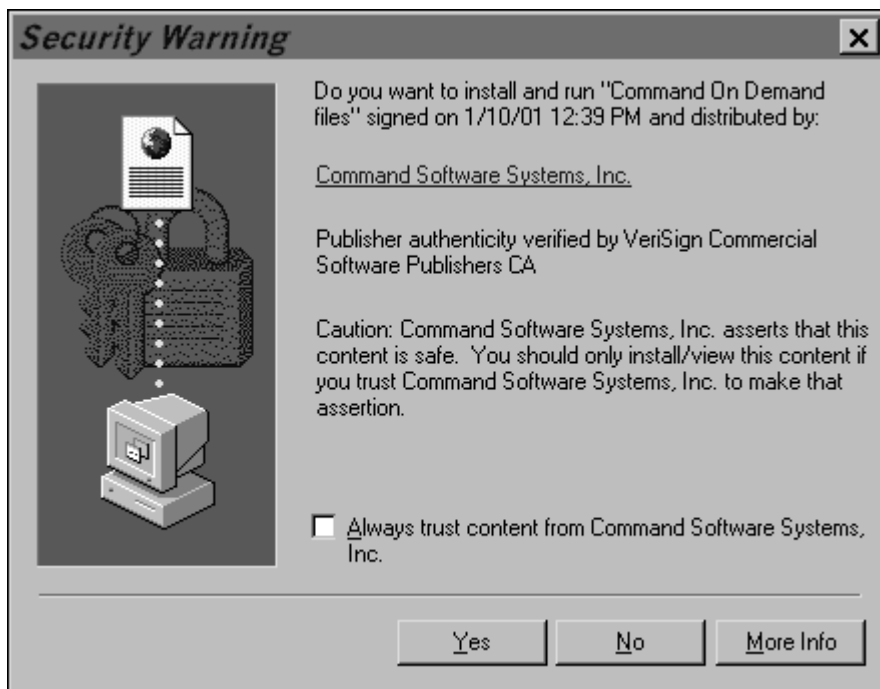 Security Warning
Do you want to install and run "Command On Demand
files" signed on 1/10/01 12:39 PM and distributed by:
Command Software Systems, Inc.
Publisher authenticity verified by VeriSign Commercial
Software Publishers CA
Caution: Command Software Systems, Inc. asserts that this
content is safe.  You should only install/view this content if
you trust Command Software Systems, Inc. to make that
assertion.
Always trust content from Command Software Systems,
Inc.
Yes No More Info